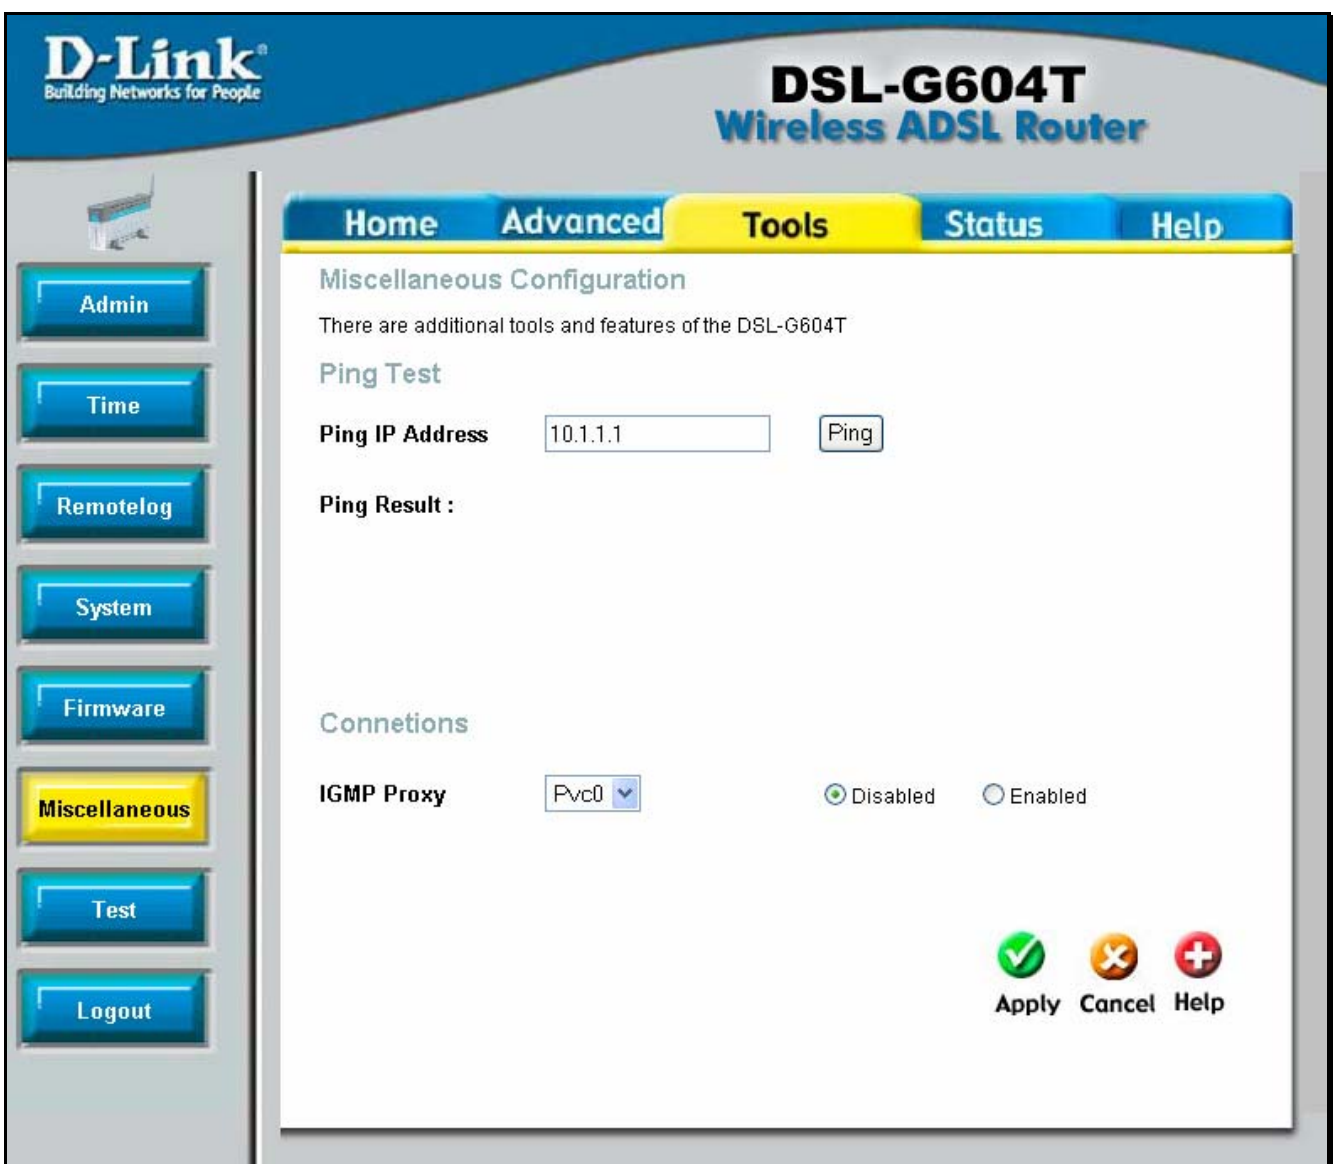 D-Link®
Building Networks for People
DSL-G604T
Wireless ADSL Router
Home
Advanced
Tools
Status
Help
Admin
Time
Remotelog
System
Firmware
Miscellaneous
Test
Logout
Miscellaneous Configuration
There are additional tools and features of the DSL-G604T
Ping Test
Ping IP Address 10.1.1.1 Ping
Ping Result :
Connetions
IGMP Proxy Pvc0 Disabled Enabled
Apply Cancel Help